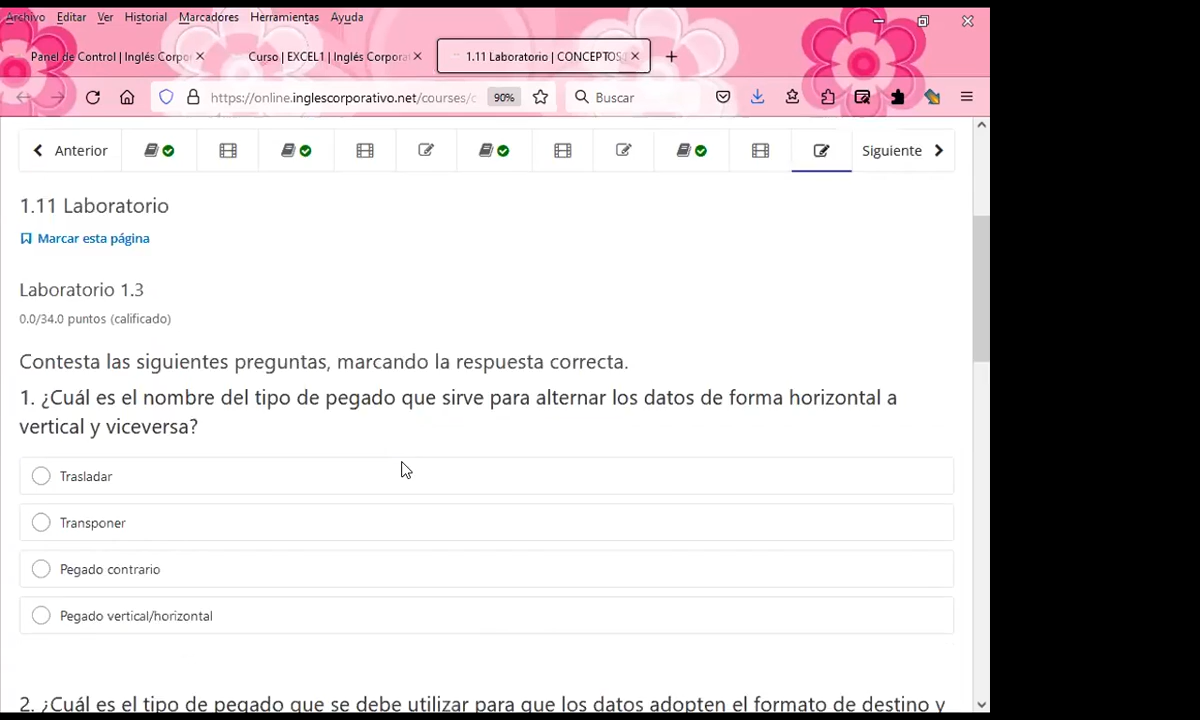 Archivo Editar Ver Historial Marcadores Herramientas Ayuda
Panel de Control | Inglés Corpo
Curso | EXCEL1 | Inglés Corpora
1.11 Laboratorio | CONCEPTOS
https://online.inglescorporativo.net/courses/c 90% Buscar
Anterior Siguiente
1.11 Laboratorio
Marcar esta página
Laboratorio 1.3
0.0/34.0 puntos (calificado)
Contesta las siguientes preguntas, marcando la respuesta correcta.
1. ¿Cuál es el nombre del tipo de pegado que sirve para alternar los datos de forma horizontal a
vertical y viceversa?
Trasladar
Transponer
Pegado contrario
Pegado vertical/horizontal
2. ¿Cuál es el tipo de pegado que se debe utilizar para que los datos adopten el formato de destino y